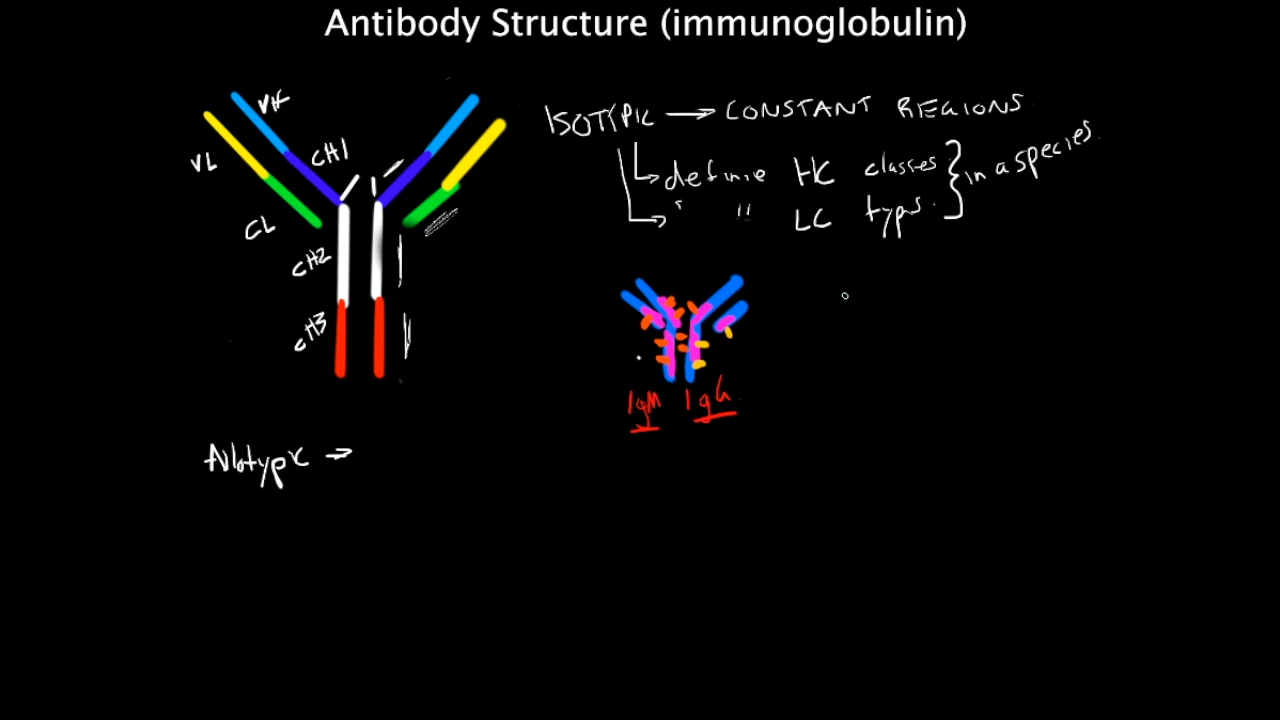 Antibody Structure (immunoglobulin)
VH
VL
CH1
CL
CH2
CH3
ISOTYPIC → CONSTANT REGIONS
define HC classes
" " LC typs.
in a species
IgM IgG
Allotypic →